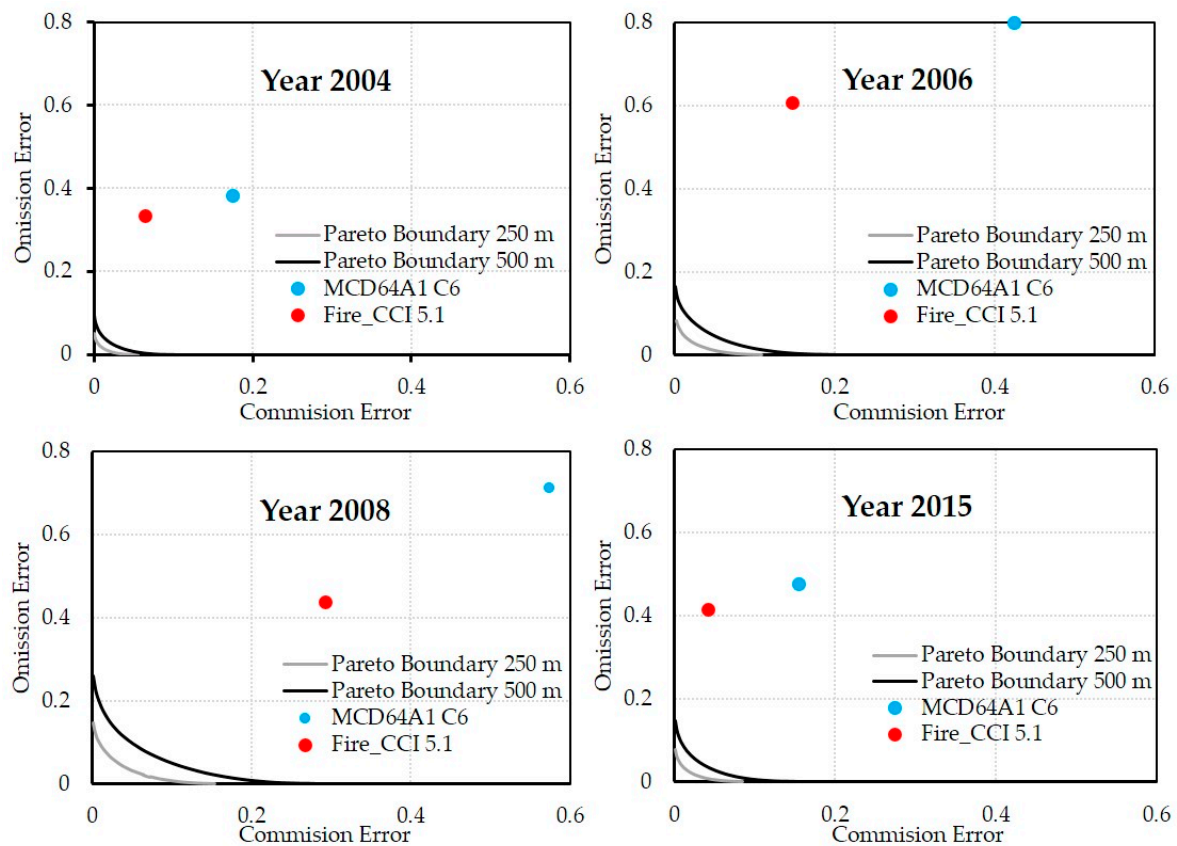 0.8
0.6
0.4
0.2
0
Omission Error
Year 2004
Pareto Boundary 250 m
Pareto Boundary 500 m
MCD64A1 C6
Fire_CCI 5.1
0 0.2 0.4 0.6
Commision Error
0.8
0.6
0.4
0.2
0
Omission Error
Year 2006
Pareto Boundary 250 m
Pareto Boundary 500 m
MCD64A1 C6
Fire_CCI 5.1
0 0.2 0.4 0.6
Commision Error
0.8
0.6
0.4
0.2
0
Omission Error
Year 2008
Pareto Boundary 250 m
Pareto Boundary 500 m
MCD64A1 C6
Fire_CCI 5.1
0 0.2 0.4 0.6
Commision Error
0.8
0.6
0.4
0.2
0
Omission Error
Year 2015
Pareto Boundary 250 m
Pareto Boundary 500 m
MCD64A1 C6
Fire_CCI 5.1
0 0.2 0.4 0.6
Commision Error